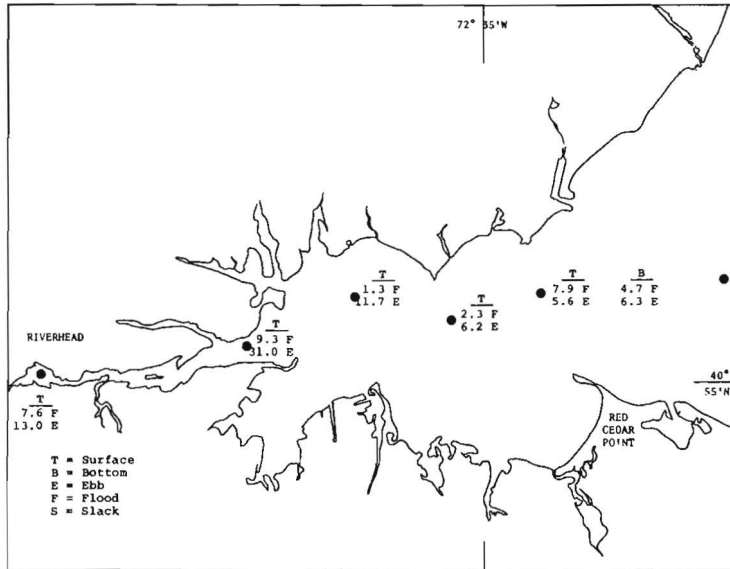 72° 35'W
T
1.3 F
11.7 E
T
7.9 F
5.6 E
B
4.7 F
6.3 E
T
2.3 F
6.2 E
RIVERHEAD
T
9.3 F
31.0 E
40°
55'N
T
7.6 F
13.0 E
RED
CEDAR
POINT
T = Surface
B = Bottom
E = Ebb
F = Flood
S = Slack